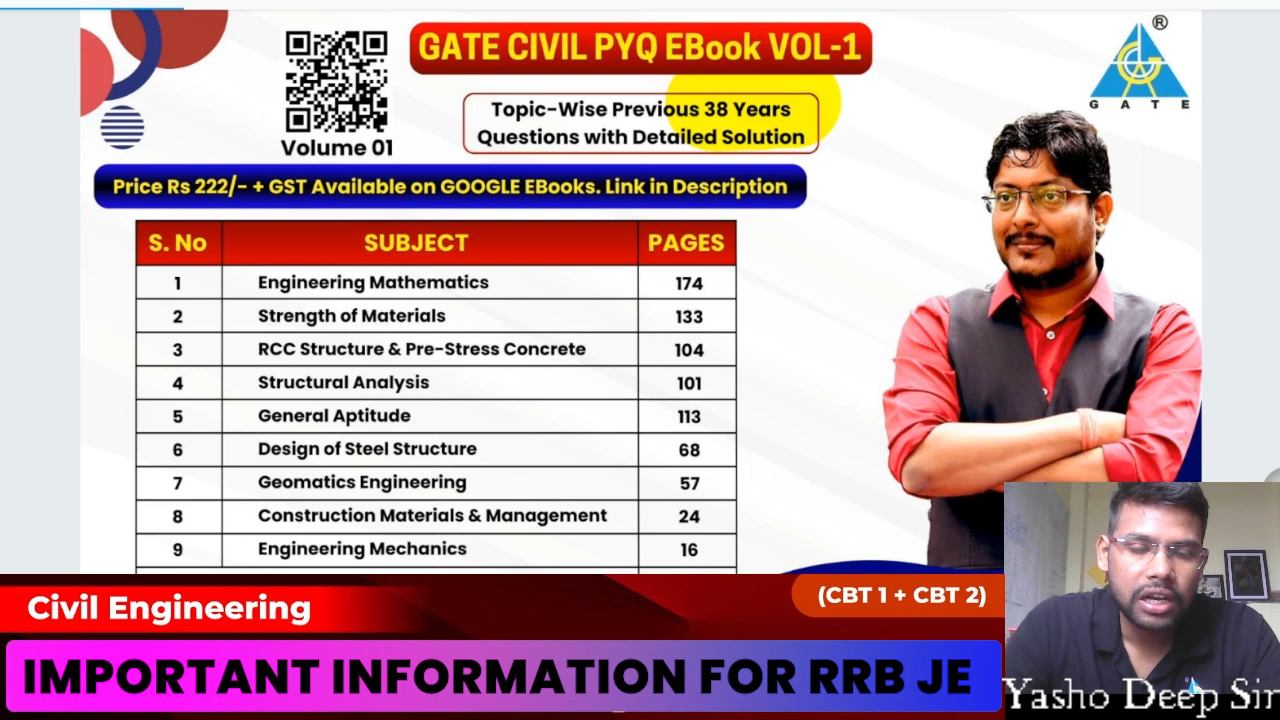 GATE CIVIL PYQ EBook VOL-1
®
GATE
Topic-Wise Previous 38 Years
Questions with Detailed Solution
Volume 01
Price Rs 222/- + GST Available on GOOGLE EBooks. Link in Description
S. No SUBJECT PAGES
1 Engineering Mathematics 174
2 Strength of Materials 133
3 RCC Structure & Pre-Stress Concrete 104
4 Structural Analysis 101
5 General Aptitude 113
6 Design of Steel Structure 68
7 Geomatics Engineering 57
8 Construction Materials & Management 24
9 Engineering Mechanics 16
Civil Engineering
(CBT 1 + CBT 2)
IMPORTANT INFORMATION FOR RRB JE
Yasho Deep Sir